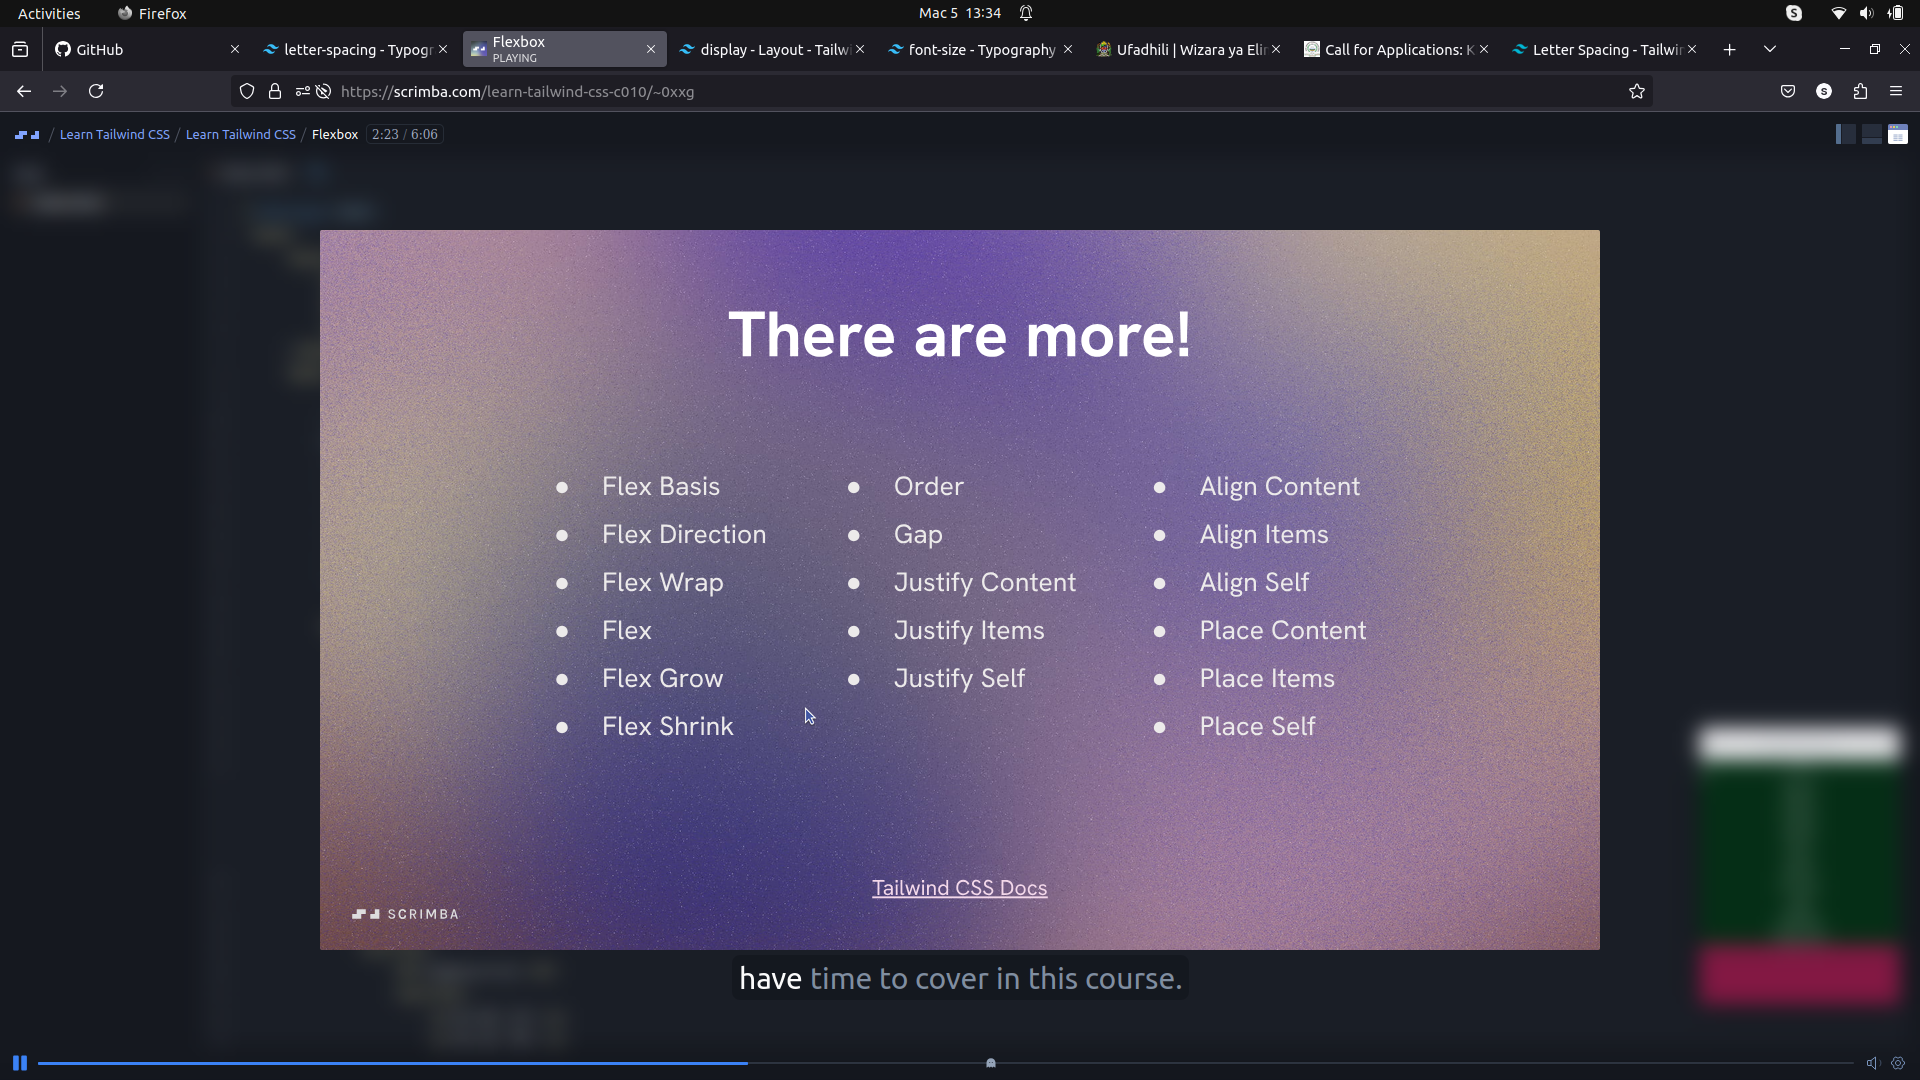 Activities
Firefox
Mac 5 13:34
GitHub
letter-spacing - Typogr
Flexbox
PLAYING
display - Layout - Tailwi
font-size - Typography
Ufadhili | Wizara ya Elim
Call for Applications: K
Letter Spacing - Tailwin
https://scrimba.com/learn-tailwind-css-c010/~0xxg
S
/ Learn Tailwind CSS / Learn Tailwind CSS / Flexbox 2:23 / 6:06
There are more!
Flex Basis
Flex Direction
Flex Wrap
Flex
Flex Grow
Flex Shrink
Order
Gap
Justify Content
Justify Items
Justify Self
Align Content
Align Items
Align Self
Place Content
Place Items
Place Self
Tailwind CSS Docs
SCRIMBA
have time to cover in this course.